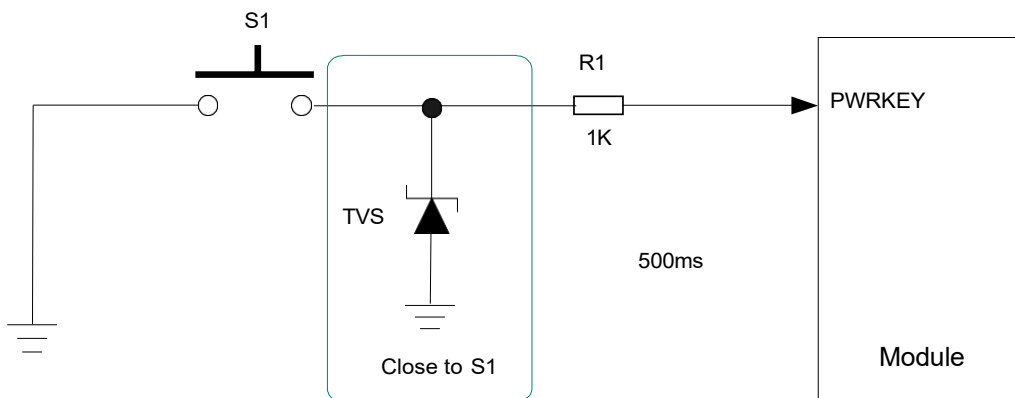 S1
R1
PWRKEY
1K
TVS
500ms
Close to S1
Module